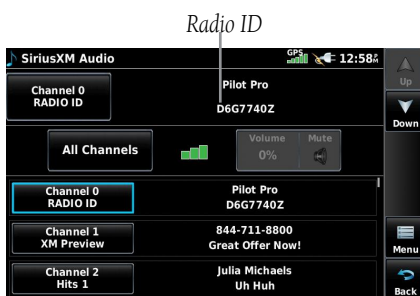 Radio ID
SiriusXM Audio
GPS
12:58PM
Channel 0
RADIO ID
Pilot Pro
D6G7740Z
Up
Down
All Channels
Volume
0%
Mute
Channel 0
RADIO ID
Pilot Pro
D6G7740Z
Channel 1
XM Preview
844-711-8800
Great Offer Now!
Channel 2
Hits 1
Julia Michaels
Uh Huh
Menu
Back